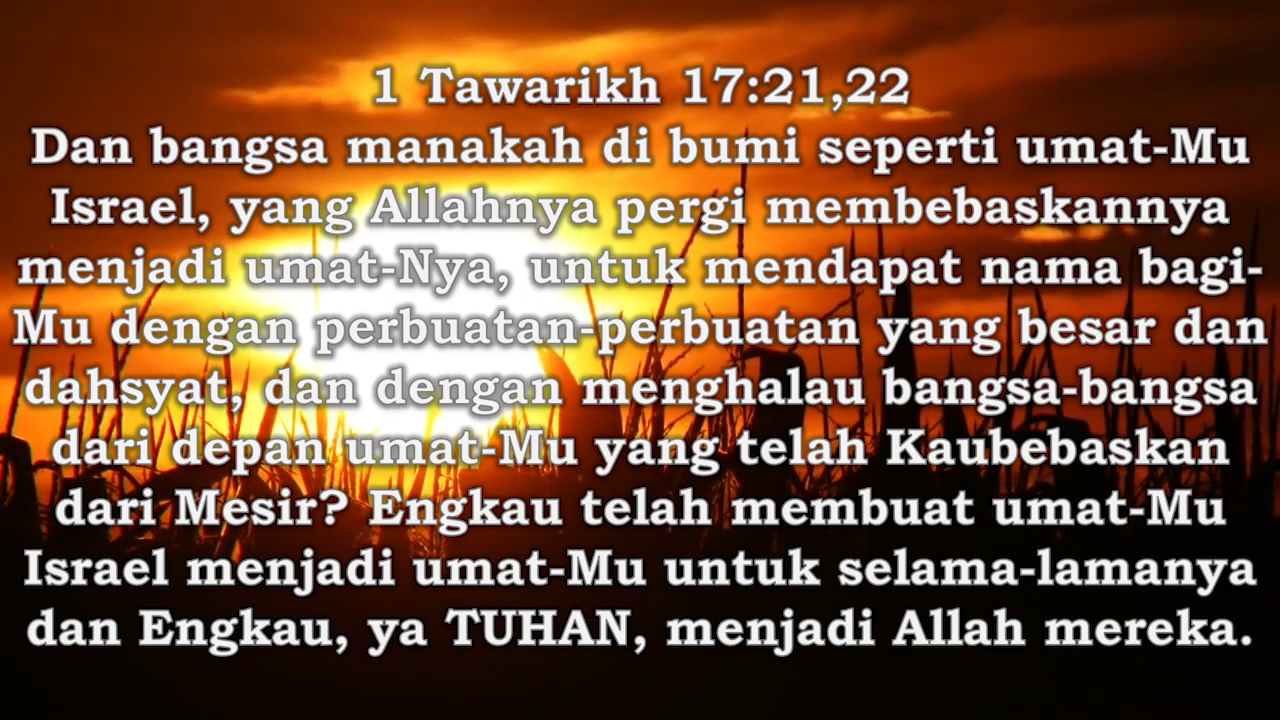 1 Tawarikh 17:21,22
Dan bangsa manakah di bumi seperti umat-Mu
Israel, yang Allahnya pergi membebaskannya
menjadi umat-Nya, untuk mendapat nama bagi-
Mu dengan perbuatan-perbuatan yang besar dan
dahsyat, dan dengan menghalau bangsa-bangsa
dari depan umat-Mu yang telah Kaubebaskan
dari Mesir? Engkau telah membuat umat-Mu
Israel menjadi umat-Mu untuk selama-lamanya
dan Engkau, ya TUHAN, menjadi Allah mereka.